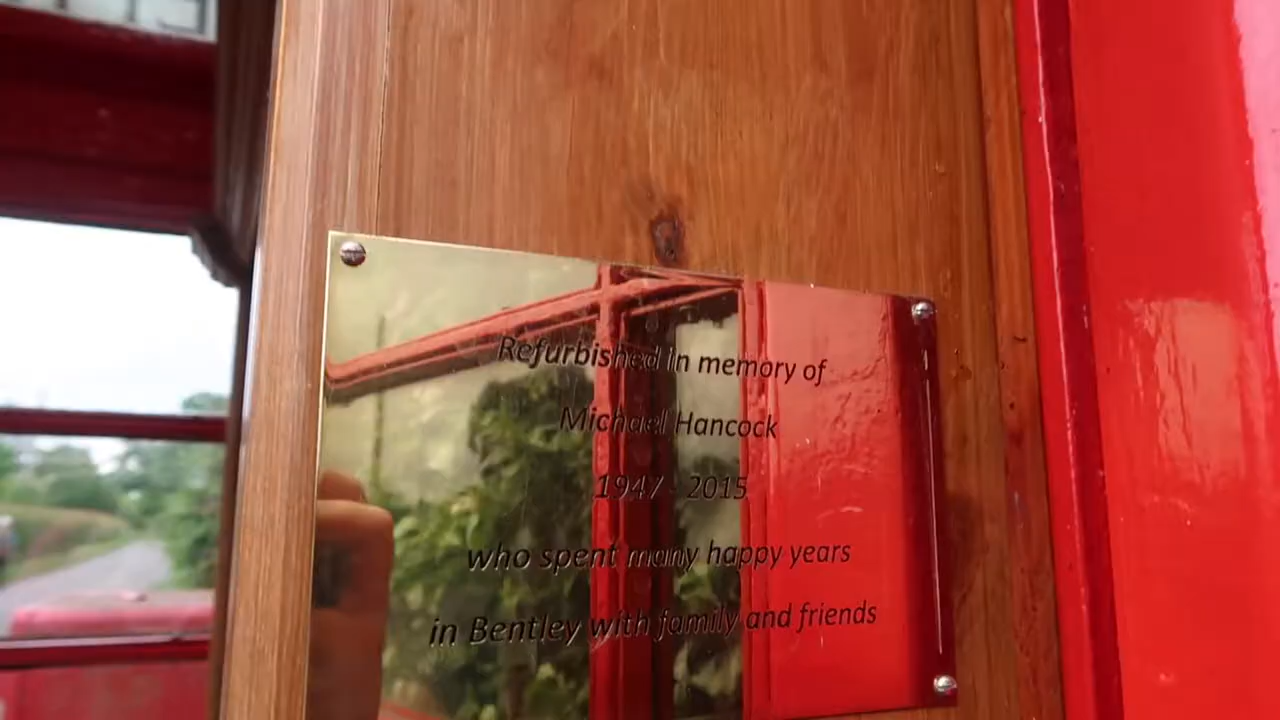 Refurbished in memory of
Michael Hancock
1947 - 2015
who spent many happy years
in Bentley with family and friends